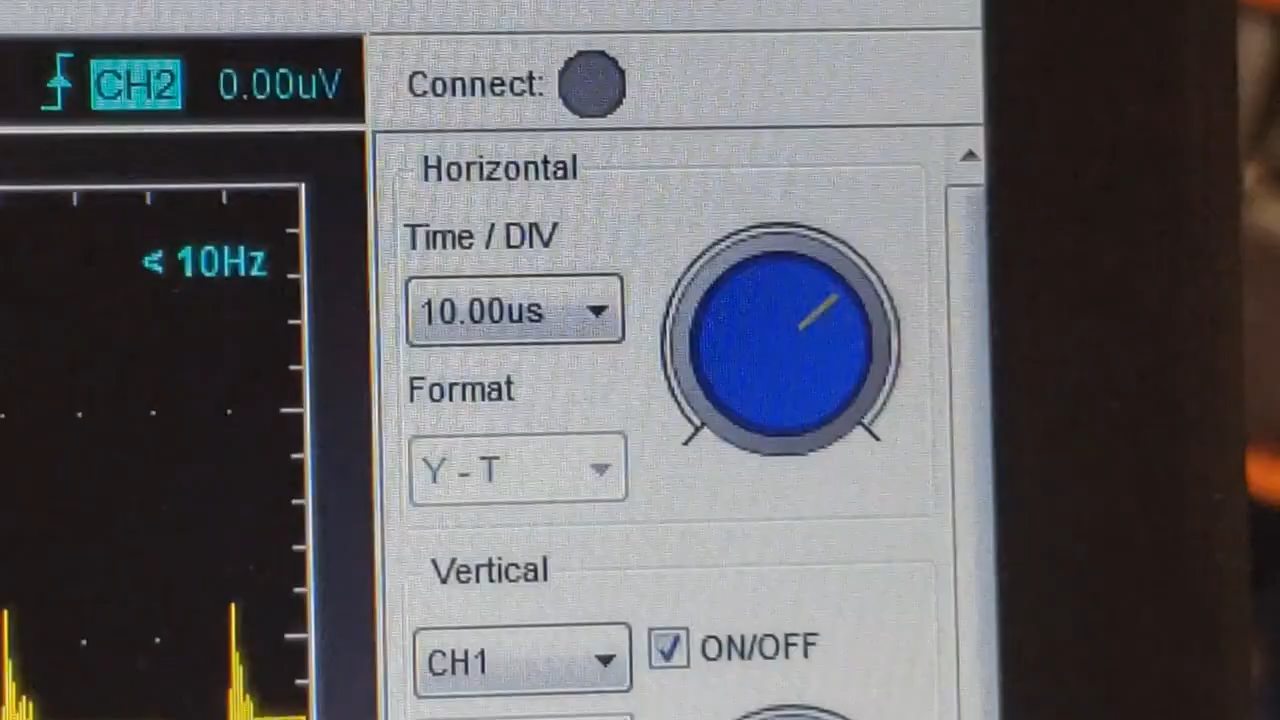 CH2 0.00uV Connect:
Horizontal
Time / DIV
< 10Hz
10.00us
Format
Y - T
Vertical
CH1 ON/OFF